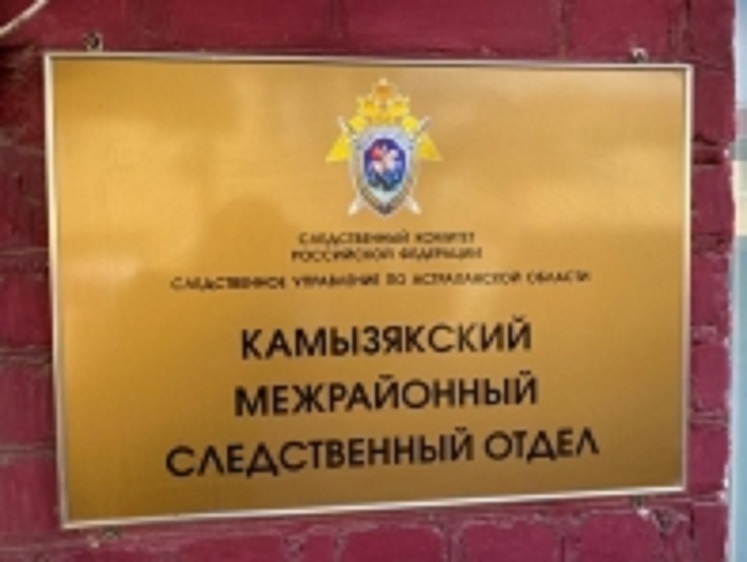 СЛЕДСТВЕННЫЙ КОМИТЕТ
РОССИЙСКОЙ ФЕДЕРАЦИИ
СЛЕДСТВЕННОЕ УПРАВЛЕНИЕ ПО АСТРАХАНСКОЙ ОБЛАСТИ
КАМЫЗЯКСКИЙ
МЕЖРАЙОННЫЙ
СЛЕДСТВЕННЫЙ ОТДЕЛ